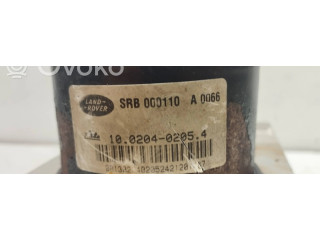 Ovoko
LAND-
ROVER
SRB 000110 A 0066
10.0204-0205.4